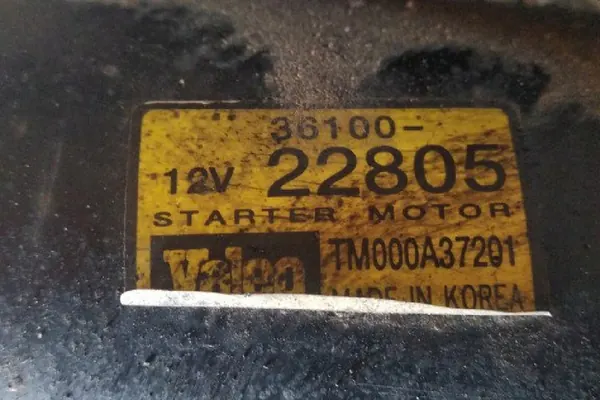 36100-
12V 22805
STARTER MOTOR
Valeo TM000A37201
MADE IN KOREA